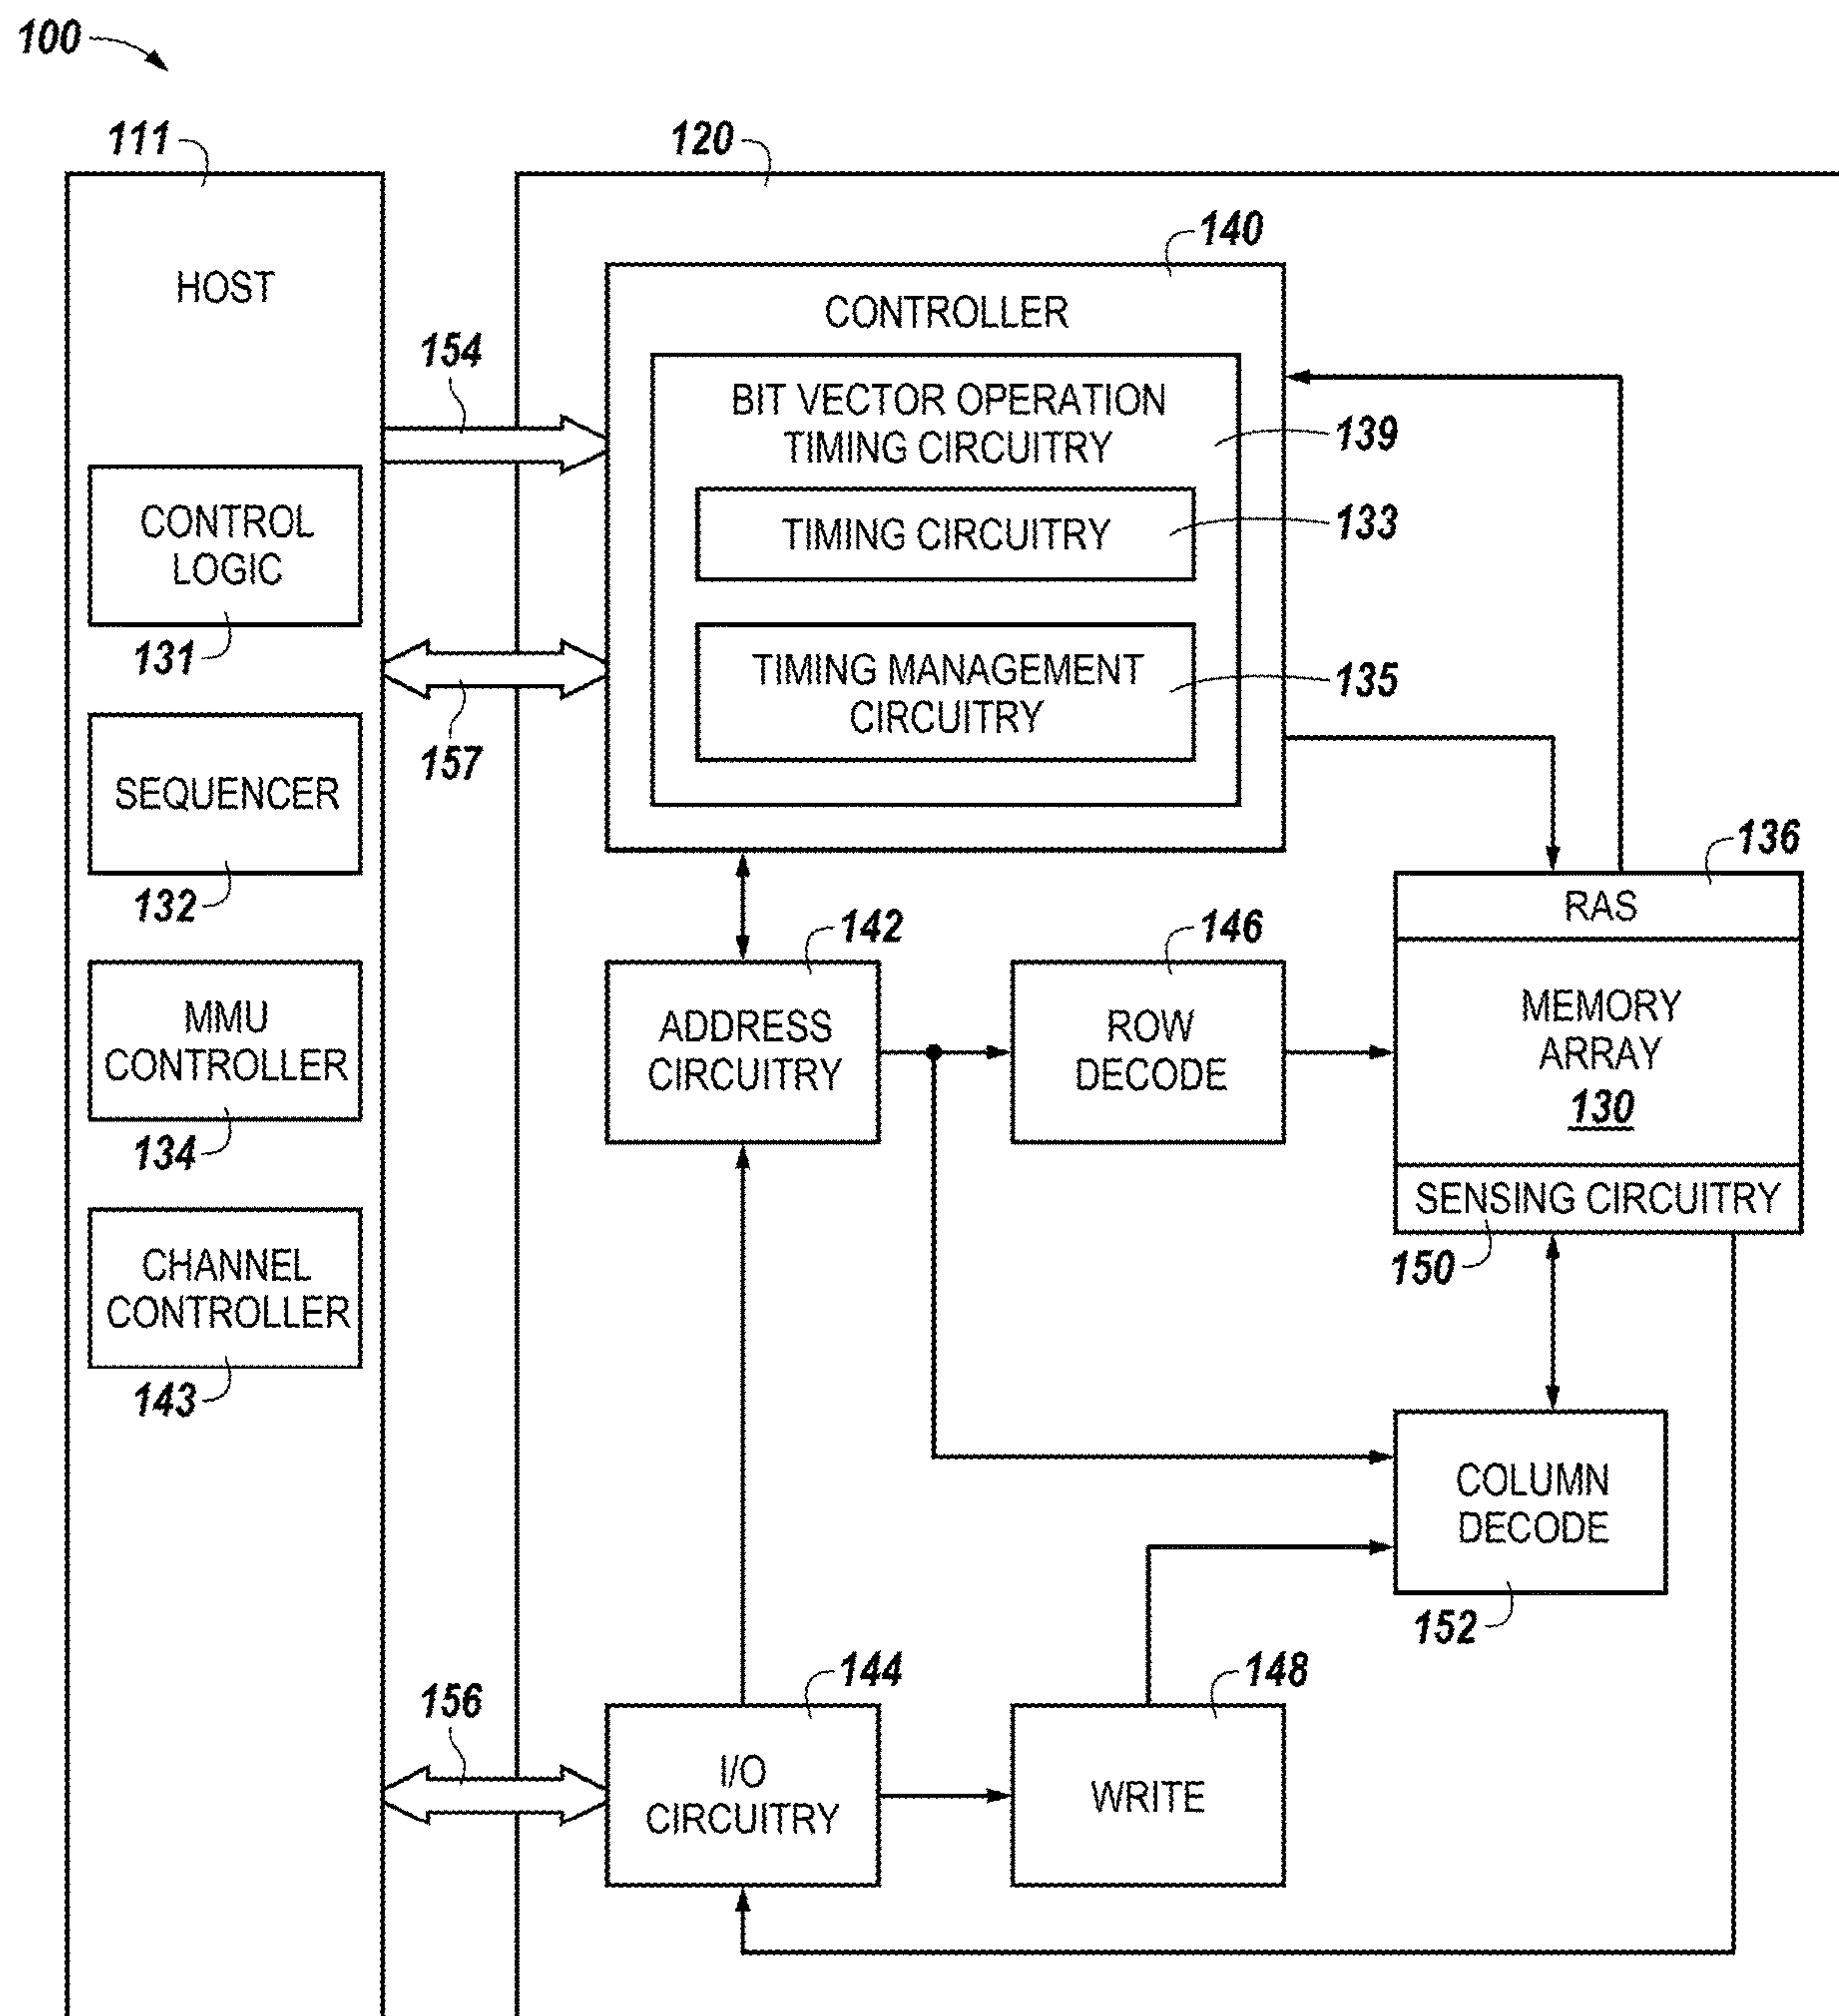 100
111
120
140
HOST
CONTROLLER
154
BIT VECTOR OPERATION
TIMING CIRCUITRY
139
CONTROL
LOGIC
131
TIMING CIRCUITRY
133
TIMING MANAGEMENT
CIRCUITRY
135
157
SEQUENCER
132
136
RAS
142
146
MMU
CONTROLLER
134
ADDRESS
CIRCUITRY
ROW
DECODE
MEMORY
ARRAY
130
SENSING CIRCUITRY
150
CHANNEL
CONTROLLER
143
COLUMN
DECODE
152
156
144
148
I/O
CIRCUITRY
WRITE